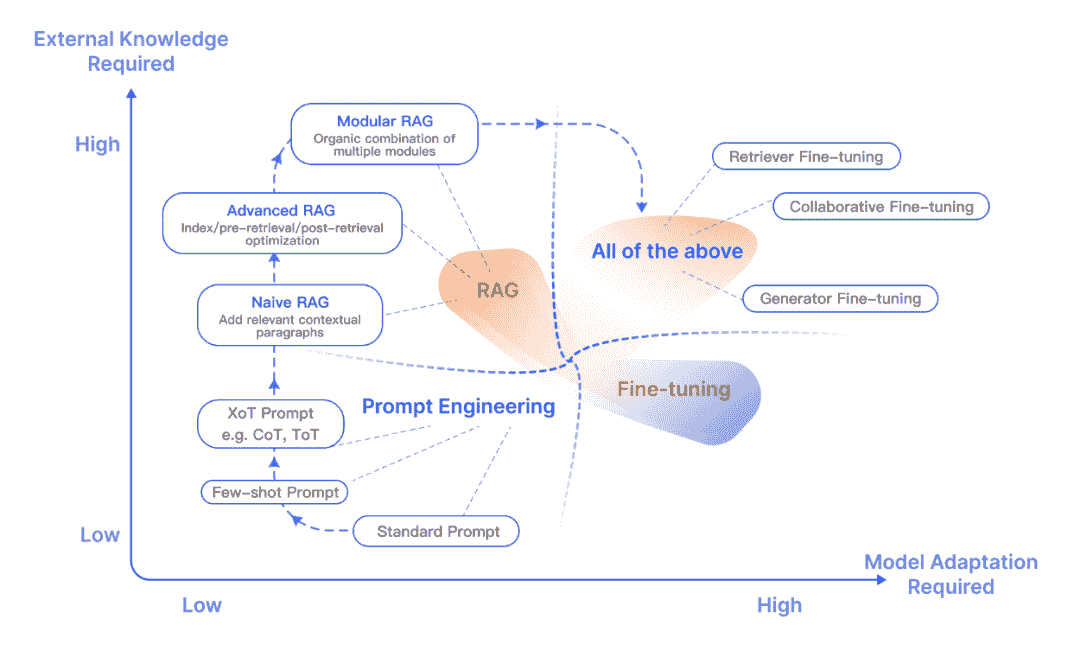 External Knowledge
Required
High
Modular RAG
Organic combination of
multiple modules
Retriever Fine-tuning
Advanced RAG
Index/pre-retrieval/post-retrieval
optimization
Collaborative Fine-tuning
All of the above
RAG
Naive RAG
Add relevant contextual
paragraphs
Generator Fine-tuning
Fine-tuning
Prompt Engineering
XoT Prompt
e.g. CoT, ToT
Few-shot Prompt
Standard Prompt
Low
Model Adaptation
Required
Low
High